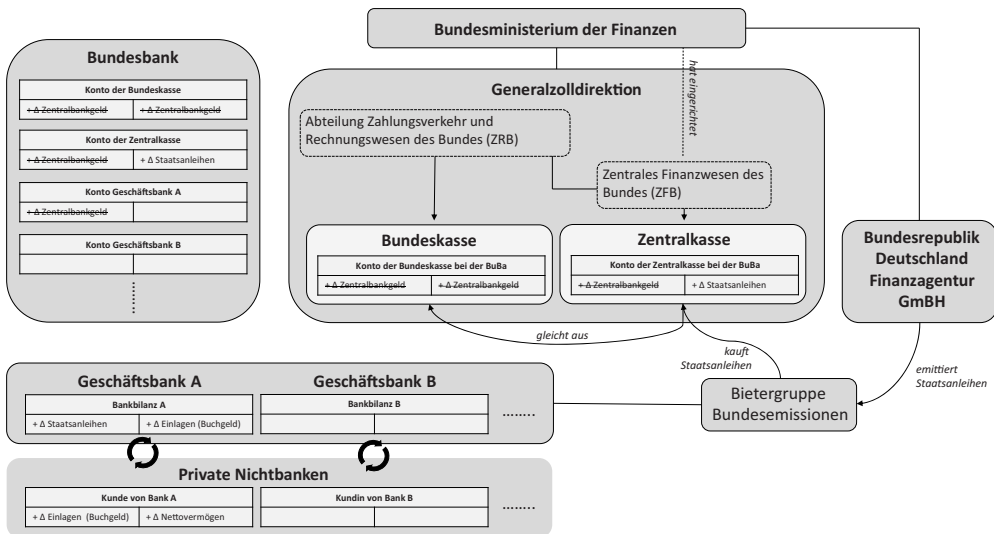 Bundesministerium der Finanzen
Bundesbank
Konto der Bundeskasse
+ Δ Zentralbankgeld + Δ Zentralbankgeld
Konto der Zentralkasse
+ Δ Zentralbankgeld + Δ Staatsanleihen
Konto Geschäftsbank A
+ Δ Zentralbankgeld
Konto Geschäftsbank B
hat eingerichtet
Generalzolldirektion
Abteilung Zahlungsverkehr und
Rechnungswesen des Bundes (ZRB)
Zentrales Finanzwesen des
Bundes (ZFB)
Bundeskasse
Konto der Bundeskasse bei der BuBa
+ Δ Zentralbankgeld + Δ Zentralbankgeld
Zentralkasse
Konto der Zentralkasse bei der BuBa
+ Δ Zentralbankgeld + Δ Staatsanleihen
gleicht aus
Bundesrepublik
Deutschland
Finanzagentur
GmBH
kauft
Staatsanleihen
emittiert
Staatsanleihen
Bietergruppe
Bundesemissionen
Geschäftsbank A
Bankbilanz A
+ Δ Staatsanleihen + Δ Einlagen (Buchgeld)
Geschäftsbank B
Bankbilanz B
........
Private Nichtbanken
Kunde von Bank A
+ Δ Einlagen (Buchgeld) + Δ Nettovermögen
Kundin von Bank B
........